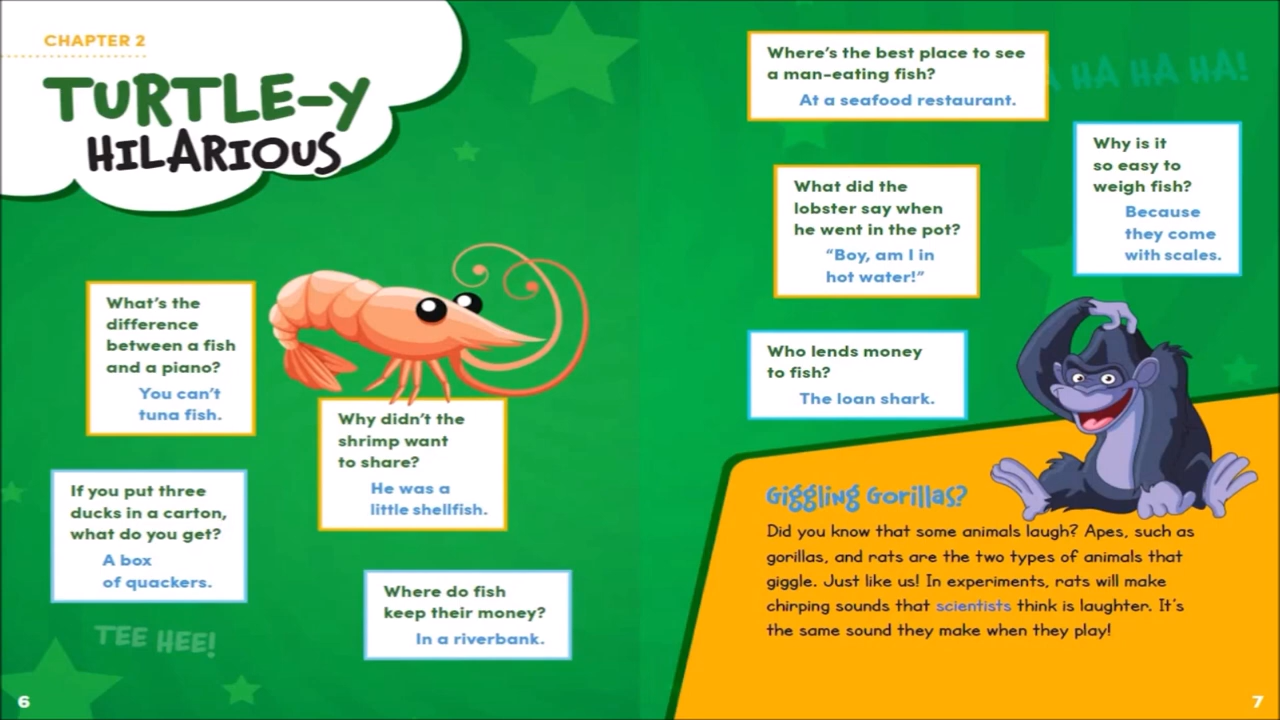 CHAPTER 2
TURTLE-Y
HILARIOUS
What's the
difference
between a fish
and a piano?
You can't
tuna fish.
Why didn't the
shrimp want
to share?
He was a
little shellfish.
If you put three
ducks in a carton,
what do you get?
A box
of quackers.
Where do fish
keep their money?
In a riverbank.
TEE HEE!
6
Where's the best place to see
a man-eating fish?
At a seafood restaurant.
HA HA HA!
Why is it
so easy to
weigh fish?
Because
they come
with scales.
What did the
lobster say when
he went in the pot?
“Boy, am I in
hot water!”
Who lends money
to fish?
The loan shark.
Giggling Gorillas?
Did you know that some animals laugh? Apes, such as
gorillas, and rats are the two types of animals that
giggle. Just like us! In experiments, rats will make
chirping sounds that scientists think is laughter. It's
the same sound they make when they play!
7